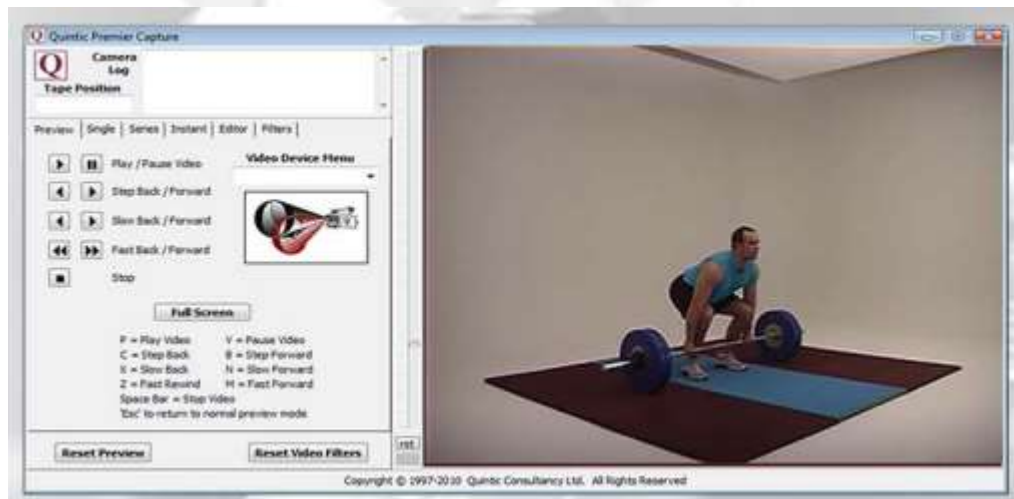 Quintic Premier Capture
Q Camera
Log
Tape Position
Preview Single Series Instant Editor Filters
Play /Pause Video
Video Device Menu
Step Back / Forward
Slow Back / Forward
Fast Back / Forward
Stop
Full Screen
P = Play Video V = Pause Video
C = Step Back B = Step Forward
X = Slow Back N = Slow Forward
Z = Fast Rewind M = Fast Forward
Space Bar = Stop Video
'Esc' to return to normal preview mode
Reset Preview
Reset Video Filters
rst
Copyright © 1997-2010 Quintic Consultancy Ltd. All Rights Reserved